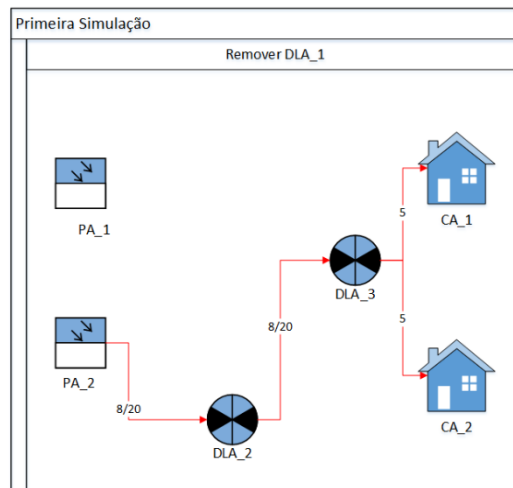 Primeira Simulação
Remover DLA_1
PA_1
5
CA_1
DLA_3
8/20
5
PA_2
8/20
DLA_2
CA_2